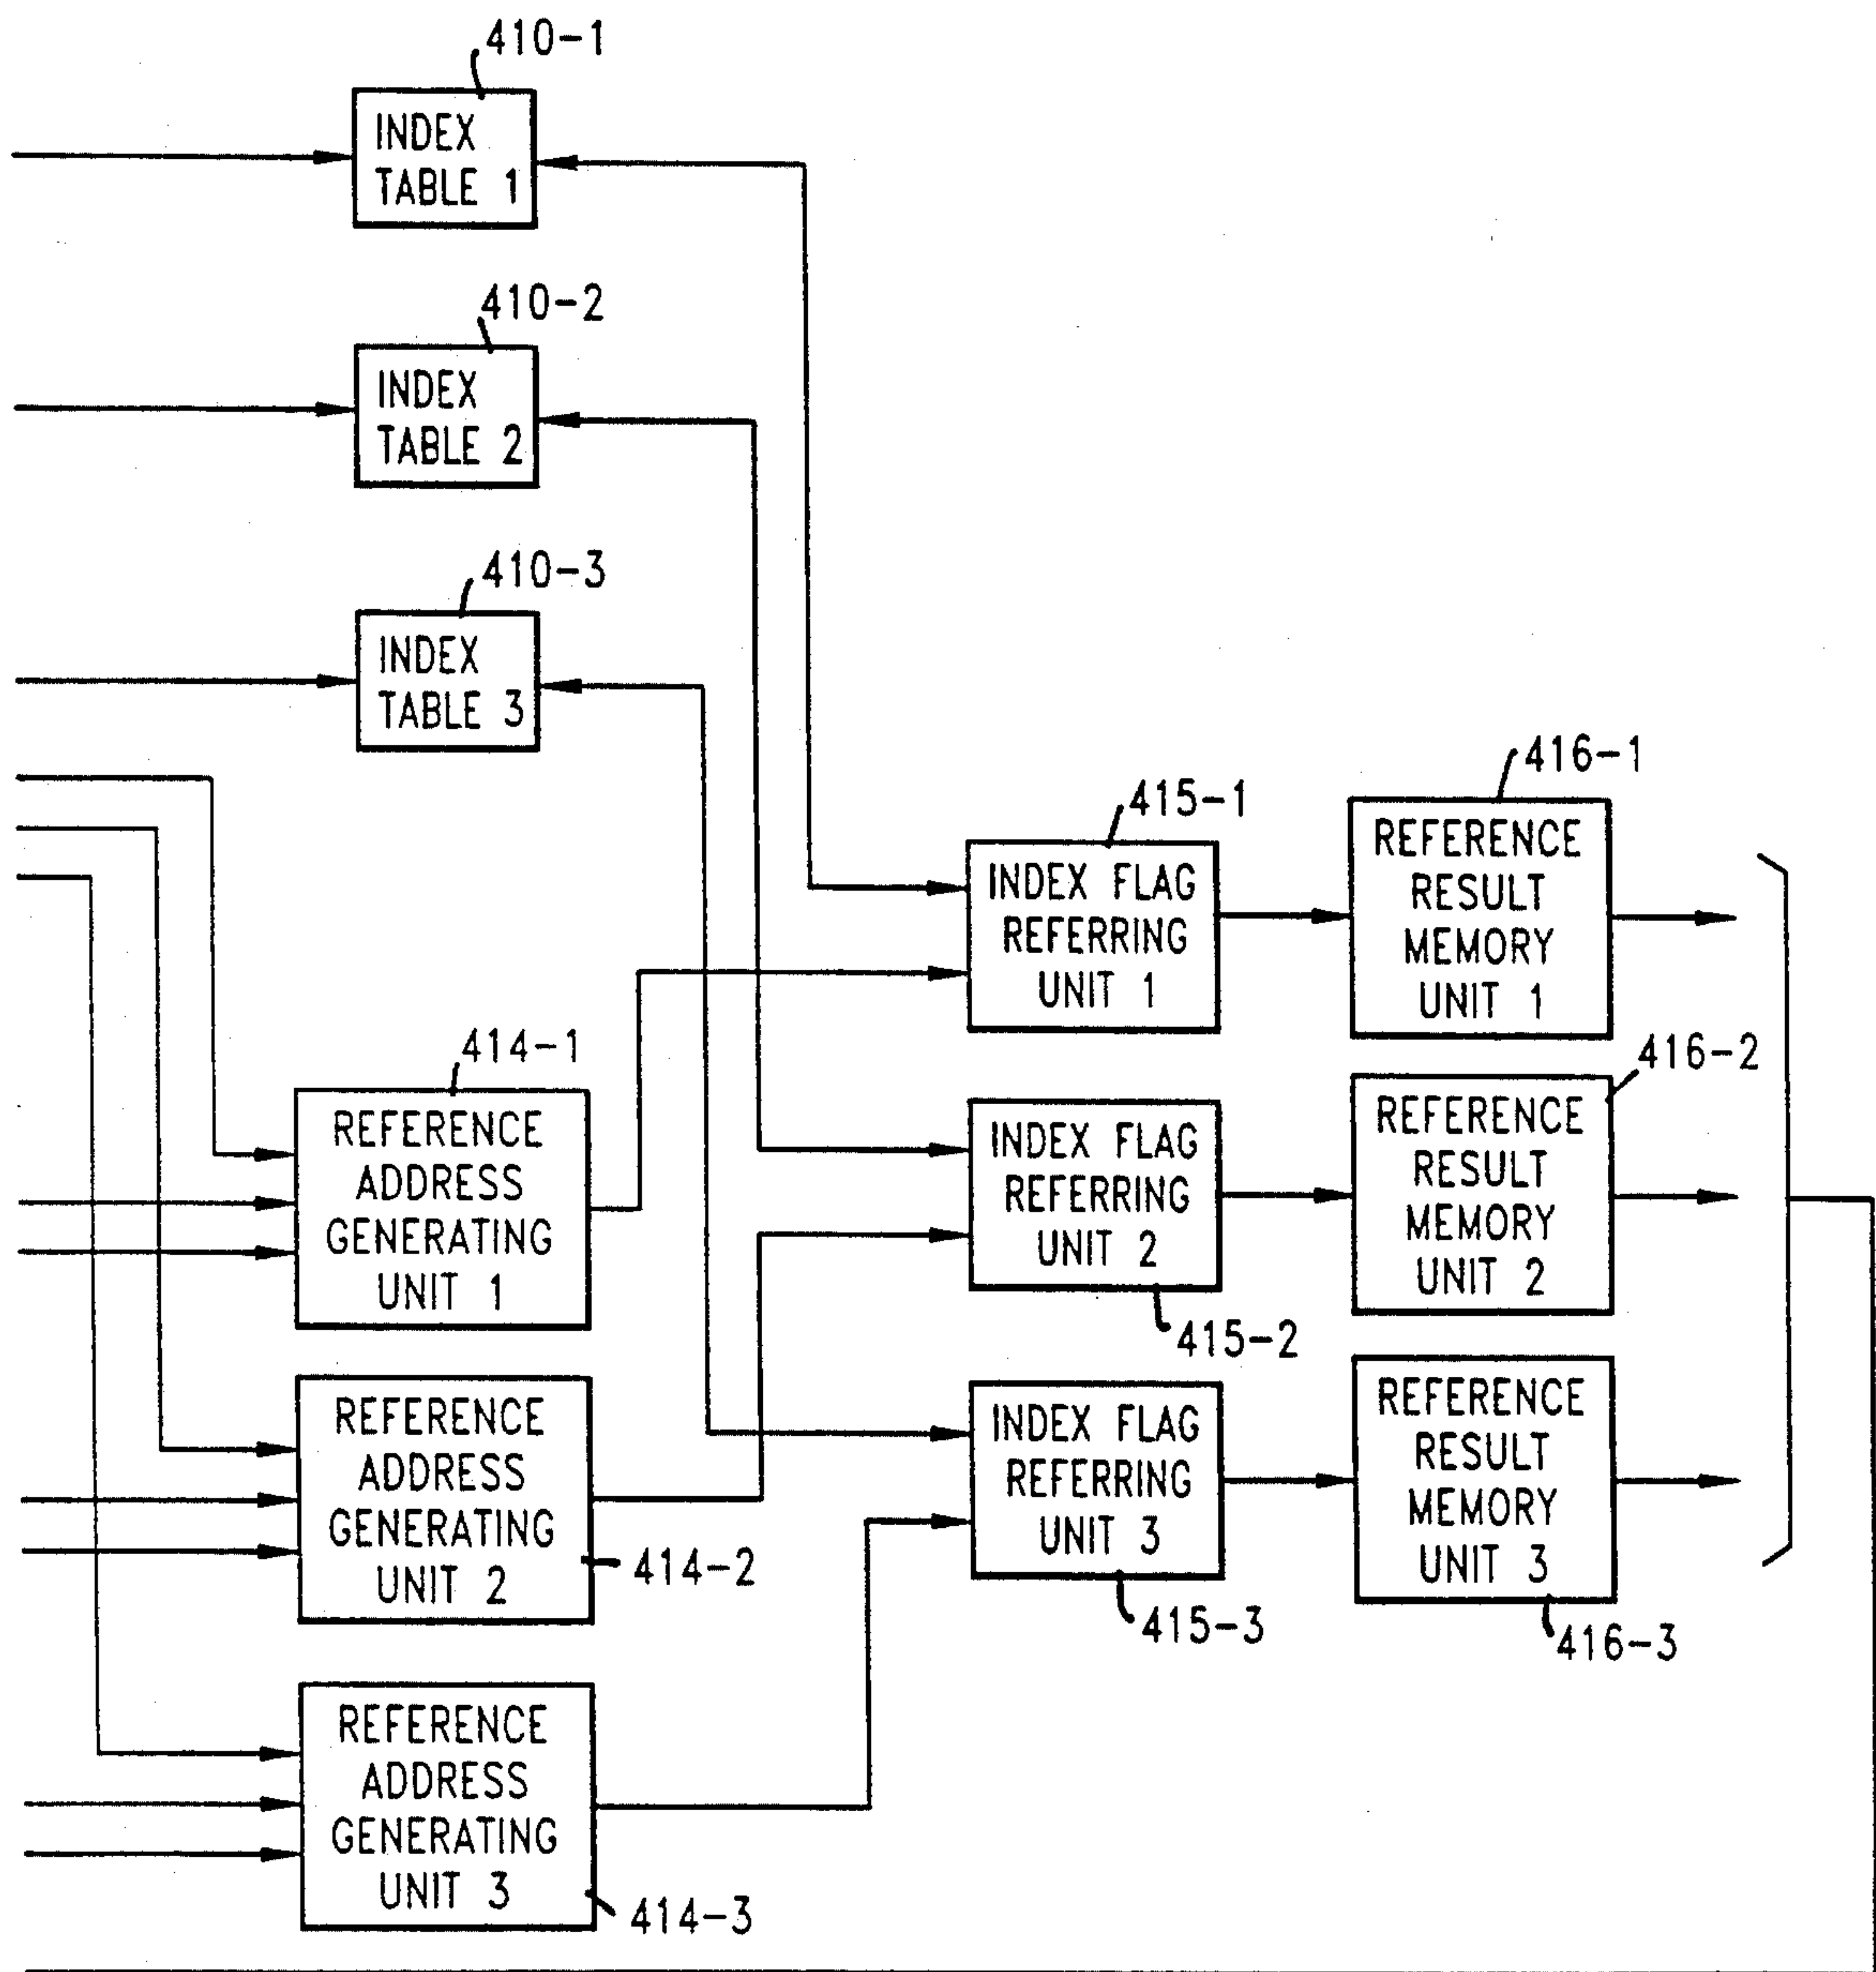 410-1
INDEX
TABLE 1
410-2
INDEX
TABLE 2
410-3
INDEX
TABLE 3
416-1
415-1
REFERENCE
RESULT
MEMORY
UNIT 1
INDEX FLAG
REFERRING
UNIT 1
414-1
REFERENCE
ADDRESS
GENERATING
UNIT 1
416-2
INDEX FLAG
REFERRING
UNIT 2
415-2
REFERENCE
RESULT
MEMORY
UNIT 2
REFERENCE
ADDRESS
GENERATING
UNIT 2
414-2
INDEX FLAG
REFERRING
UNIT 3
415-3
REFERENCE
RESULT
MEMORY
UNIT 3
416-3
REFERENCE
ADDRESS
GENERATING
UNIT 3
414-3